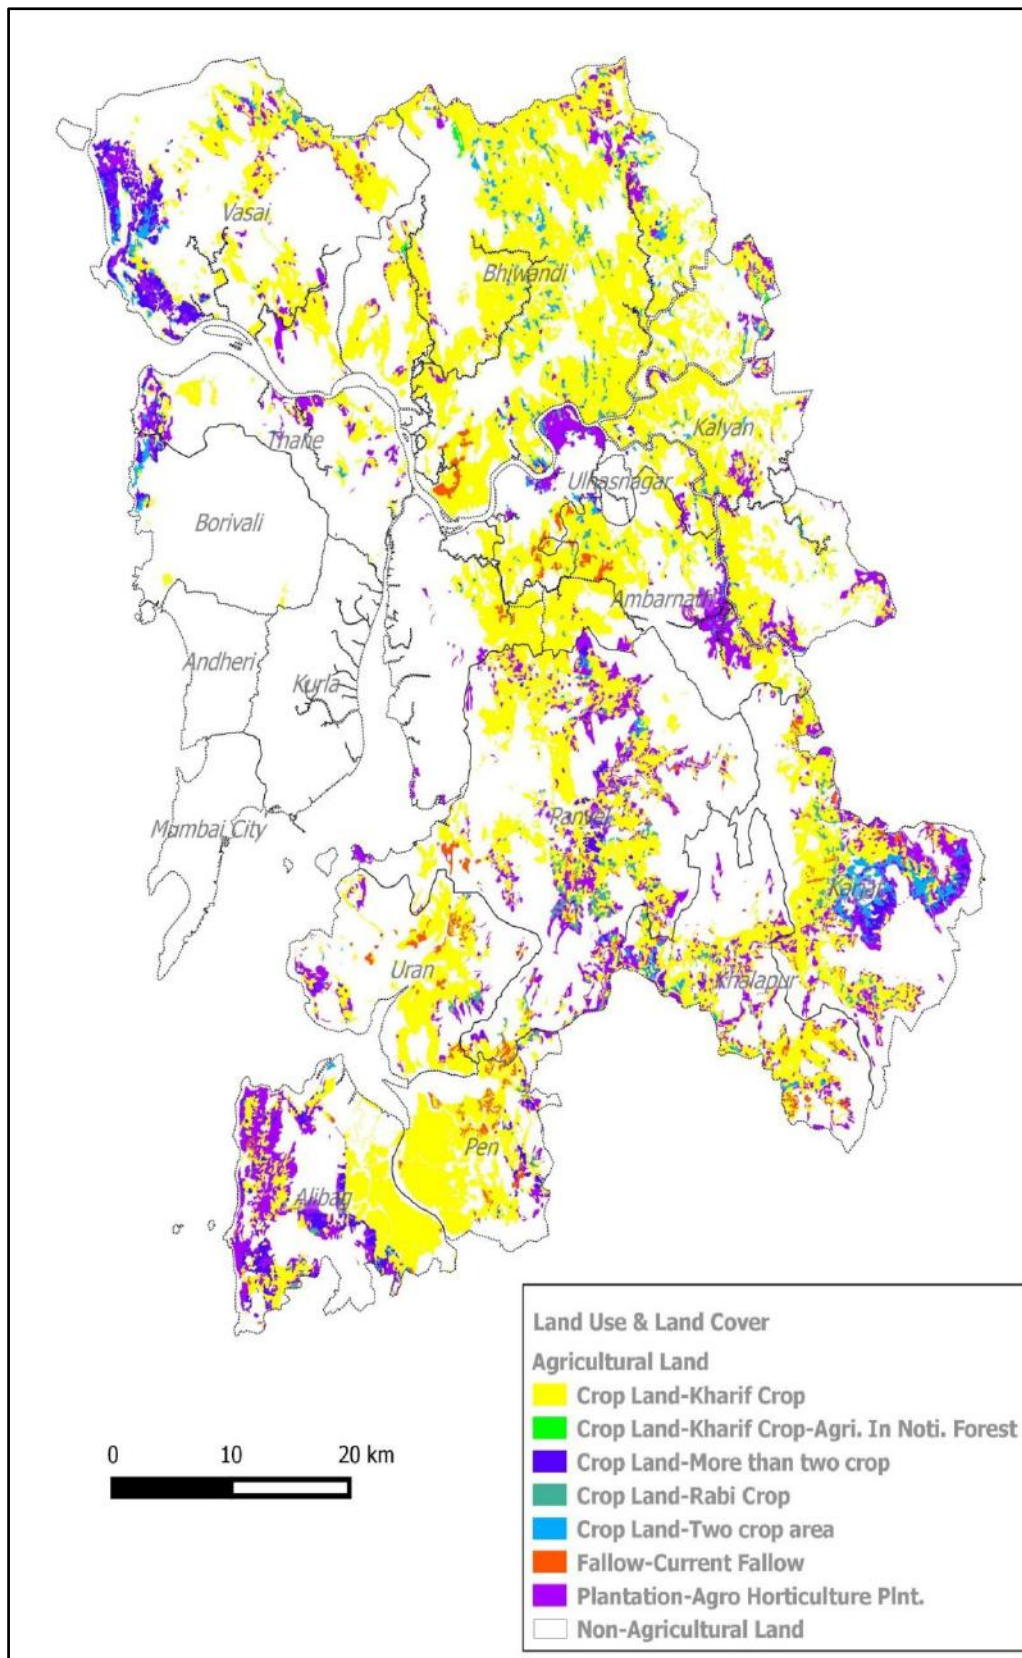 Vasai
Bhiwandi
Thane
Kalyan
Ulhasnagar
Borivali
Ambarnath
Andheri
Kurla
Mumbai City
Panvel
Karjat
Uran
Khalapur
Pen
Alibag
Land Use & Land Cover
Agricultural Land
Crop Land-Kharif Crop
Crop Land-Kharif Crop-Agri. In Noti. Forest
Crop Land-More than two crop
Crop Land-Rabi Crop
Crop Land-Two crop area
Fallow-Current Fallow
Plantation-Agro Horticulture Plnt.
Non-Agricultural Land
0 10 20 km